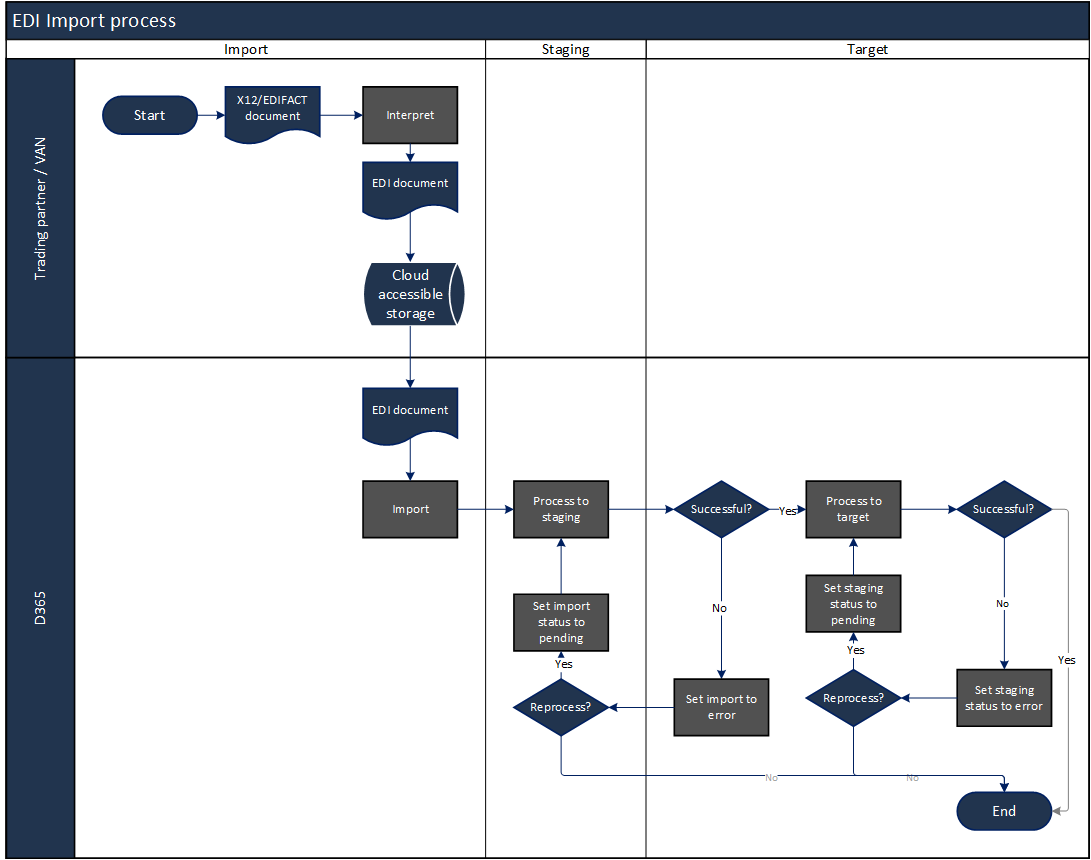 EDI Import process
Import
Staging
Target
Trading partner / VAN
Start
X12/EDIFACT
document
Interpret
EDI document
Cloud
accessible
storage
D365
EDI document
Import
Process to
staging
Successful?
Yes
Process to
target
Successful?
Set import
status to
pending
No
Set staging
status to
pending
No
Yes
Yes
Yes
Reprocess?
Set import to
error
Reprocess?
Set staging
status to error
No
No
End